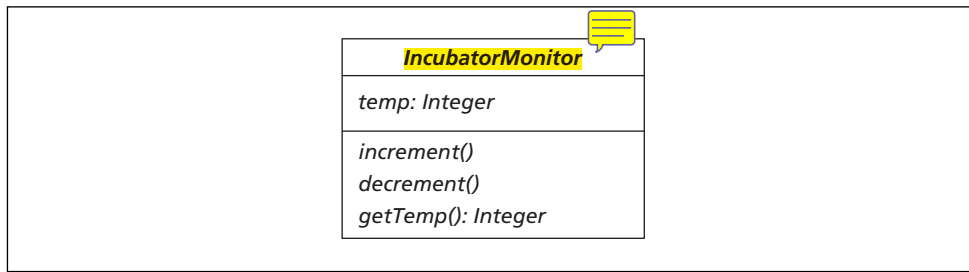 IncubatorMonitor
temp: Integer
increment()
decrement()
getTemp(): Integer